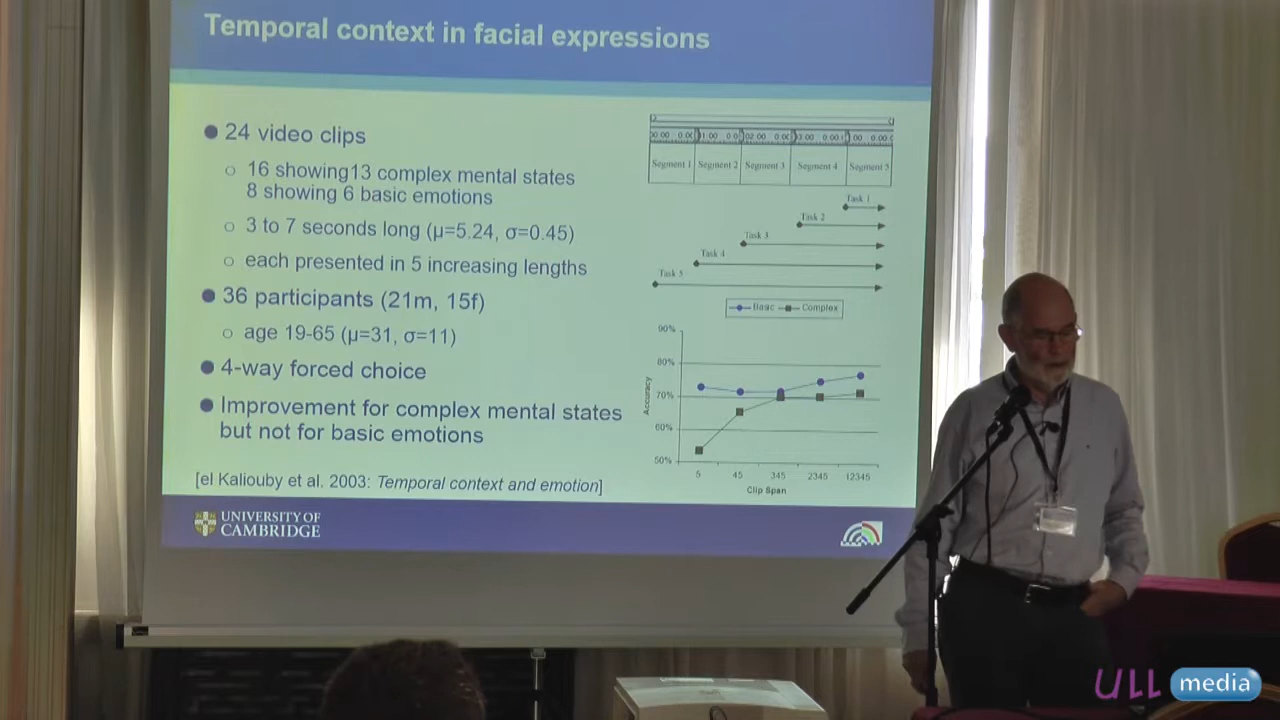 Temporal context in facial expressions
24 video clips
16 showing13 complex mental states
8 showing 6 basic emotions
3 to 7 seconds long (μ=5.24, σ=0.45)
each presented in 5 increasing lengths
36 participants (21m, 15f)
age 19-65 (μ=31, σ=11)
4-way forced choice
Improvement for complex mental states
but not for basic emotions
[el Kaliouby et al. 2003: Temporal context and emotion]
UNIVERSITY OF
CAMBRIDGE
Segment 1 Segment 2 Segment 3 Segment 4 Segment 5
Task 1
Task 2
Task 3
Task 4
Task 5
Basic Complex
90%
80%
70%
60%
50%
Accuracy
5 45 345 2345 12345
Clip Span
ULL media